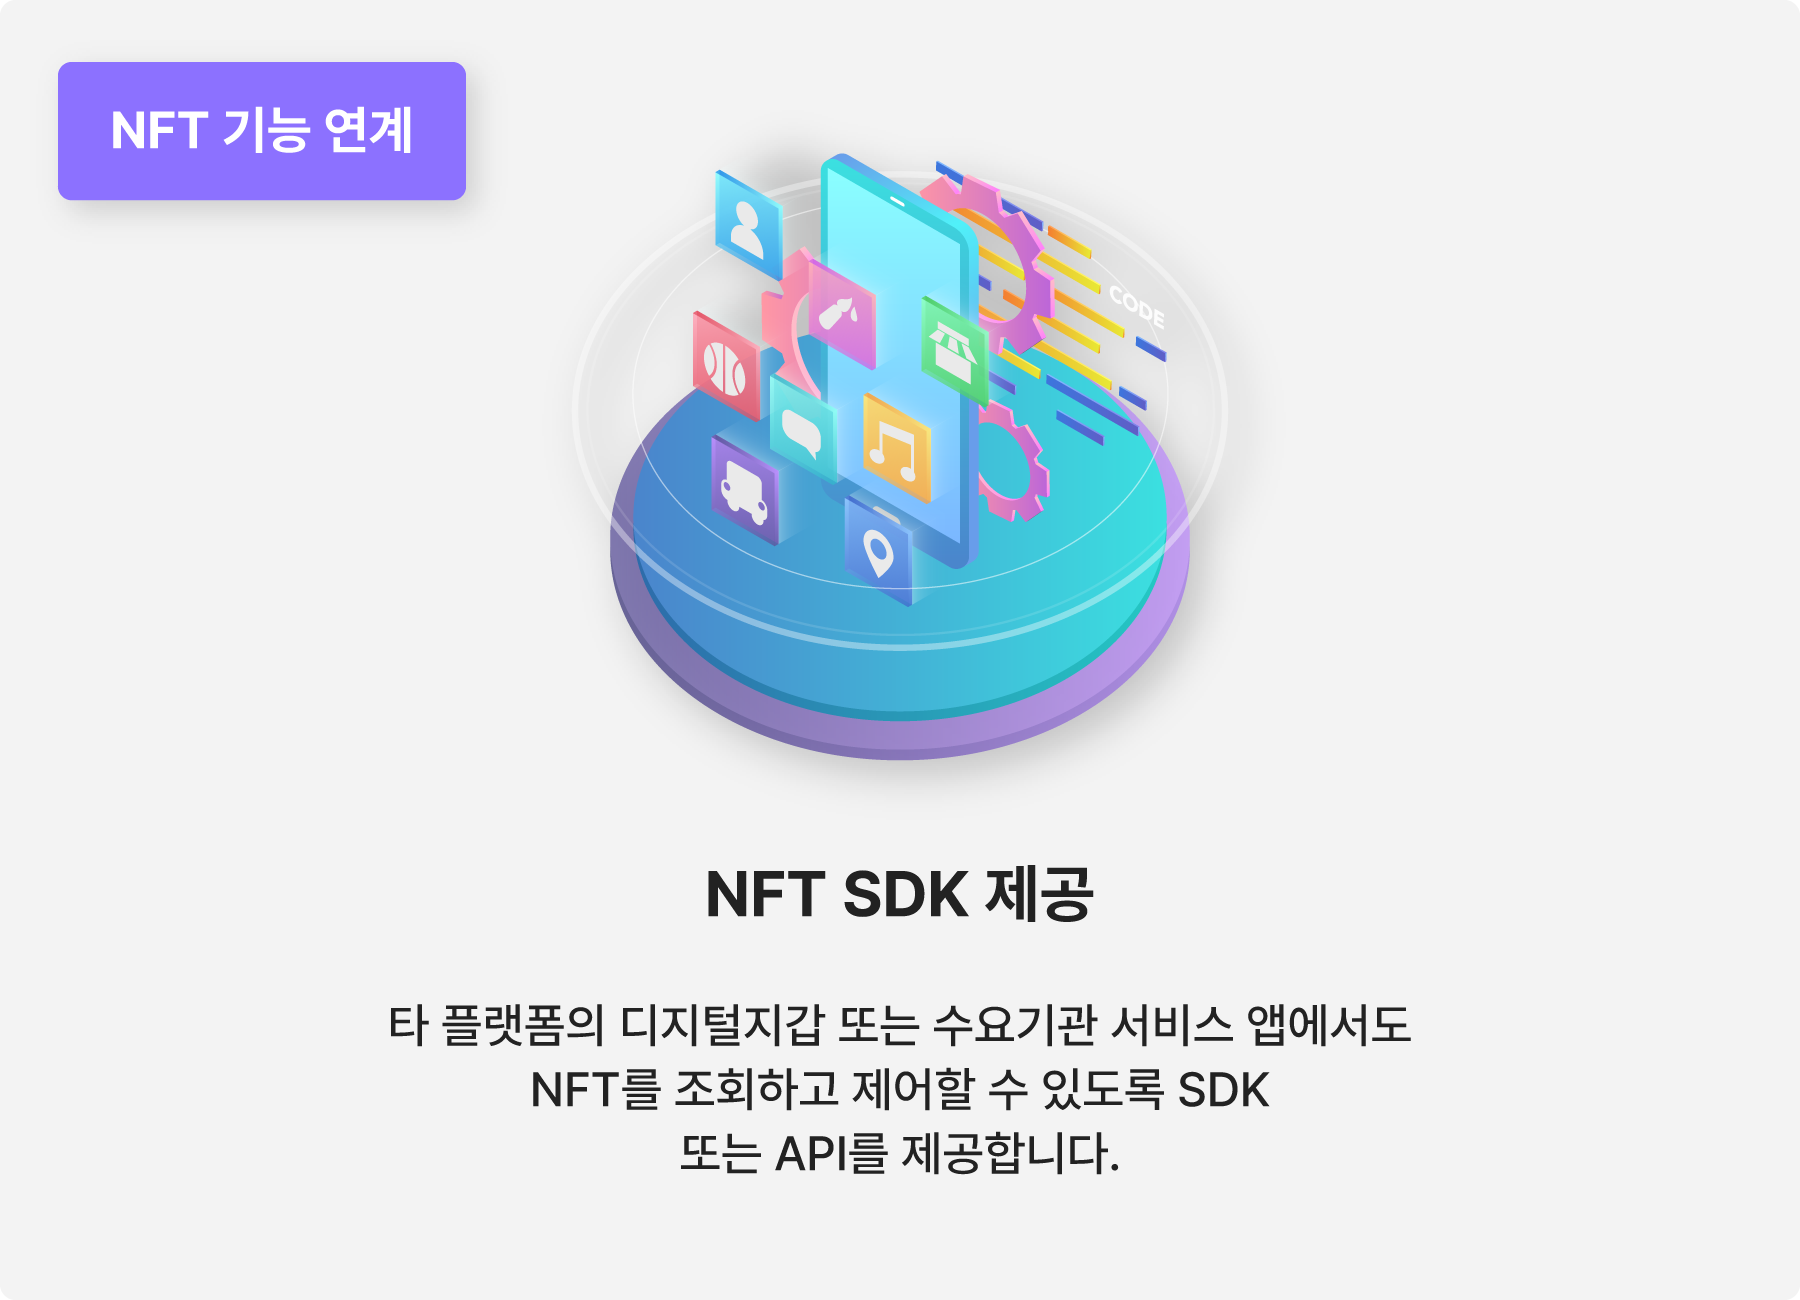 NFT 기능 연계
CODE
NFT SDK 제공
타 플랫폼의 디지털지갑 또는 수요기관 서비스 앱에서도
NFT를 조회하고 제어할 수 있도록 SDK
또는 API를 제공합니다.